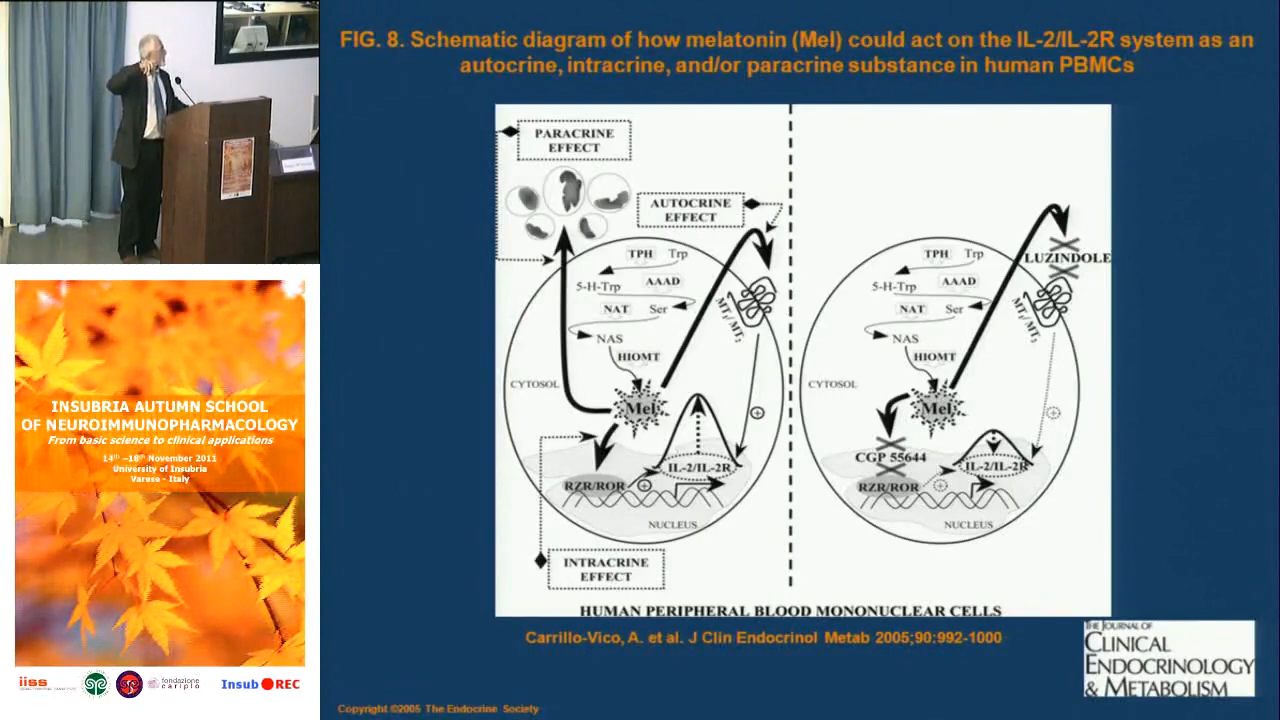 FIG. 8. Schematic diagram of how melatonin (Mel) could act on the IL-2/IL-2R system as an
autocrine, intracrine, and/or paracrine substance in human PBMCs
PARACRINE
EFFECT
AUTOCRINE
EFFECT
TPH Trp
5-H-Trp AAAD
NAT Ser
NAS
HIOMT
CYTOSOL
Mel
MT1/MT2
IL-2/IL-2R
RZR/ROR
NUCLEUS
INTRACRINE
EFFECT
LUZINDOLE
TPH Trp
5-H-Trp AAAD
NAT Ser
NAS
HIOMT
CYTOSOL
Mel
MT1/MT2
CGP 55644
IL-2/IL-2R
RZR/ROR
NUCLEUS
HUMAN PERIPHERAL BLOOD MONONUCLEAR CELLS
Carrillo-Vico, A. et al. J Clin Endocrinol Metab 2005;90:992-1000
THE JOURNAL OF
CLINICAL
ENDOCRINOLOGY
& METABOLISM
Copyright ©2005 The Endocrine Society
INSUBRIA AUTUMN SCHOOL
OF NEUROIMMUNOPHARMACOLOGY
From basic science to clinical applications
14th –18th November 2011
University of Insubria
Varese - Italy
iiss
fondazione
cariplo
Insub REC